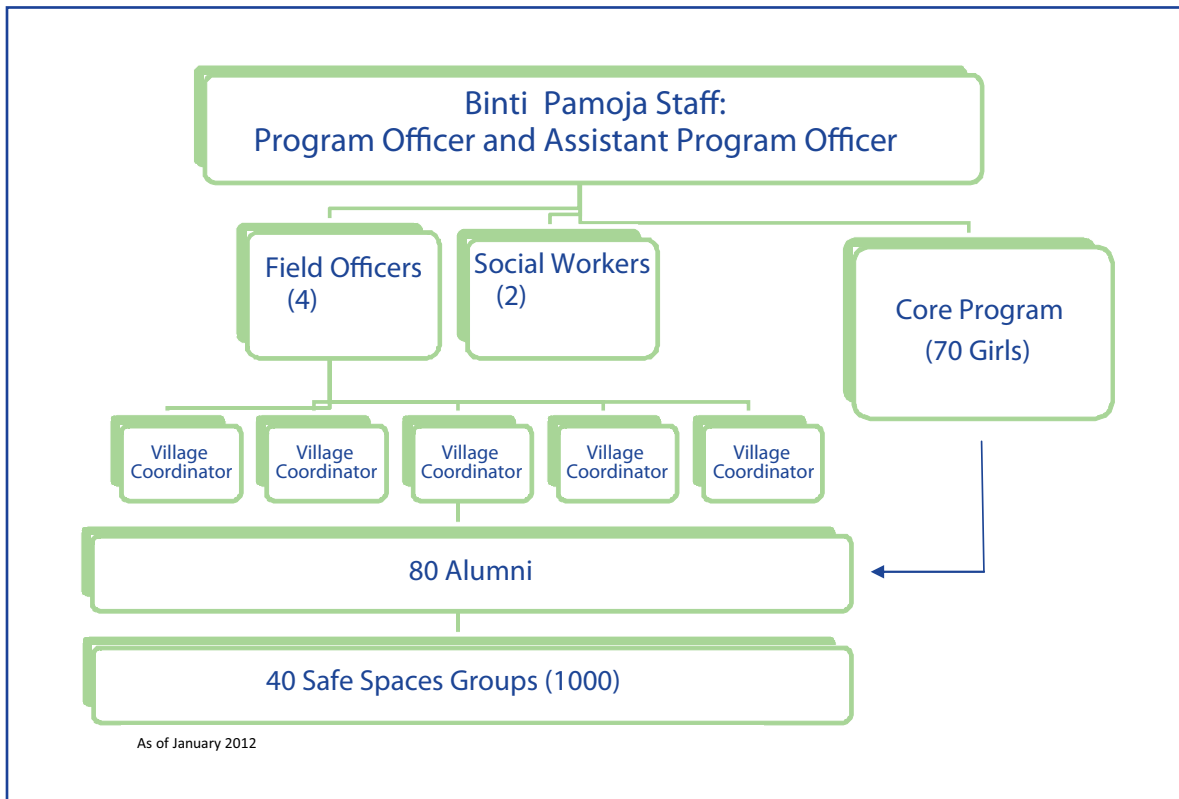 Binti Pamoja Staff:
Program Officer and Assistant Program Officer
Field Officers
(4)
Social Workers
(2)
Core Program
(70 Girls)
Village
Coordinator
Village
Coordinator
Village
Coordinator
Village
Coordinator
Village
Coordinator
80 Alumni
40 Safe Spaces Groups (1000)
As of January 2012